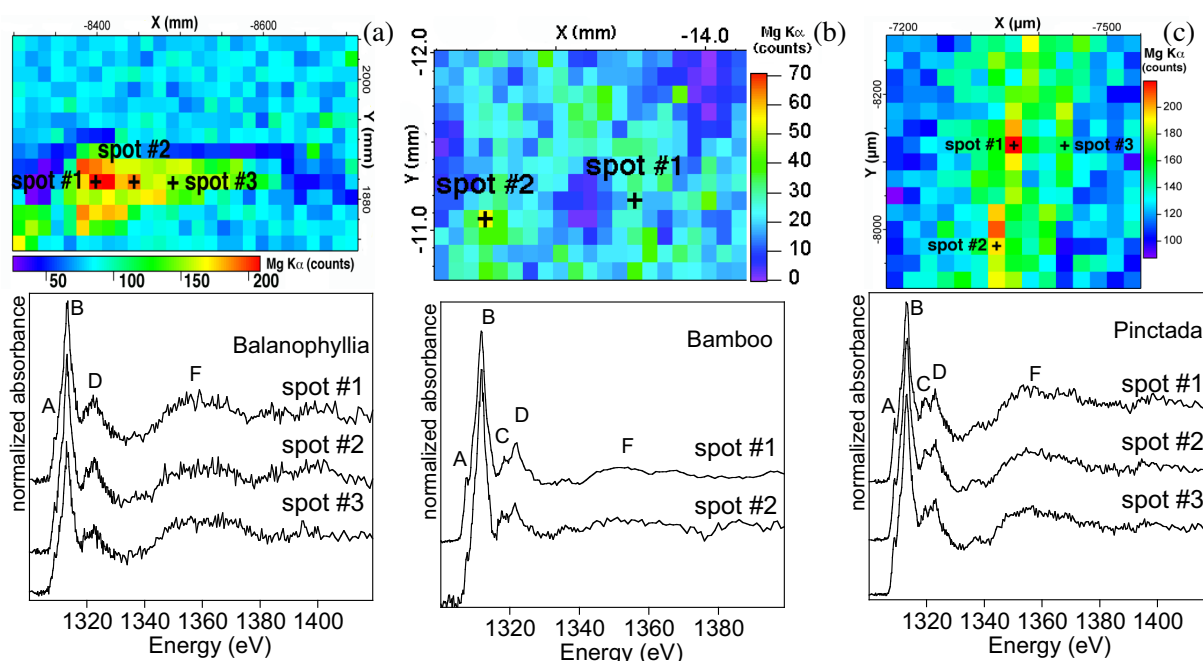 X (mm)
-8400
-8600
(a)
2000
Y (mm)
1880
spot #2
spot #1
spot #3
50
100
150
200
Mg Kα (counts)
X (mm)
-14.0
(b)
-12.0
Y (mm)
-11.0
spot #1
spot #2
Mg Kα
(counts)
70
60
50
40
30
20
10
0
X (µm)
-7200
-7500
(c)
Y (µm)
-8200
-8000
spot #1
spot #3
spot #2
Mg Kα
(counts)
200
180
160
140
120
100
normalized absorbance
B
Balanophyllia
D
F
A
spot #1
spot #2
spot #3
1320 1340 1360 1380 1400
Energy (eV)
normalized absorbance
B
Bamboo
D
C
F
A
spot #1
spot #2
1320 1340 1360 1380
Energy (eV)
normalized absorbance
B
Pinctada
C
D
F
A
spot #1
spot #2
spot #3
1320 1340 1360 1380 1400
Energy (eV)